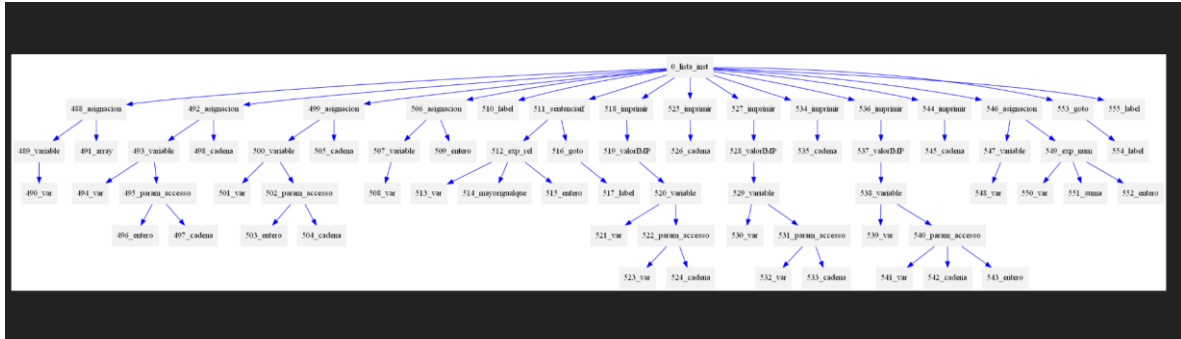 0_lista_inst
488_asignacion 492_asignacion 499_asignacion 506_asignacion 510_label 511_sentenciaif 518_imprimir 525_imprimir 527_imprimir 534_imprimir 536_imprimir 544_imprimir 546_asignacion 553_goto 555_label
489_variable 491_array 493_variable 498_cadena 500_variable 505_cadena 507_variable 509_entero 512_exp_rel 516_goto 519_valorIMP 526_cadena 528_valorIMP 535_cadena 537_valorIMP 545_cadena 547_variable 549_exp_num 554_label
490_var 494_var 495_param_accesso 501_var 502_param_accesso 508_var 513_var 514_mayorigualque 515_entero 517_label 520_variable 529_variable 538_variable 548_var 550_var 551_suma 552_entero
496_entero 497_cadena 503_entero 504_cadena 521_var 522_param_accesso 530_var 531_param_accesso 539_var 540_param_accesso
523_var 524_cadena 532_var 533_cadena 541_var 542_cadena 543_entero